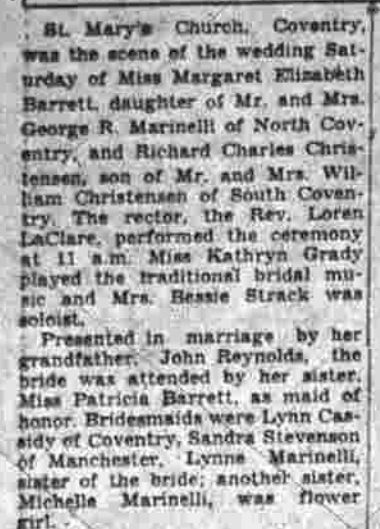 St. Mary's Church, Coventry,
was the scene of the wedding Sat-
urday of Miss Margaret Elizabeth
Barrett, daughter of Mr. and Mrs.
George R. Marinelli of North Cov-
entry, and Richard Charles Chris-
tensen, son of Mr. and Mrs. Wil-
liam Christensen of South Coven-
try. The rector, the Rev. Loren
LaClare, performed the ceremony
at 11 a.m. Miss Kathryn Grady
played the traditional bridal mu-
sic and Mrs. Bessie Strack was
soloist.
Presented in marriage by her
grandfather, John Reynolds, the
bride was attended by her sister,
Miss Patricia Barrett, as maid of
honor. Bridesmaids were Lynn Cas-
sidy of Coventry, Sandra Stevenson
of Manchester, Lynne Marinelli,
sister of the bride; another sister,
Michelle Marinelli, was flower
girl.